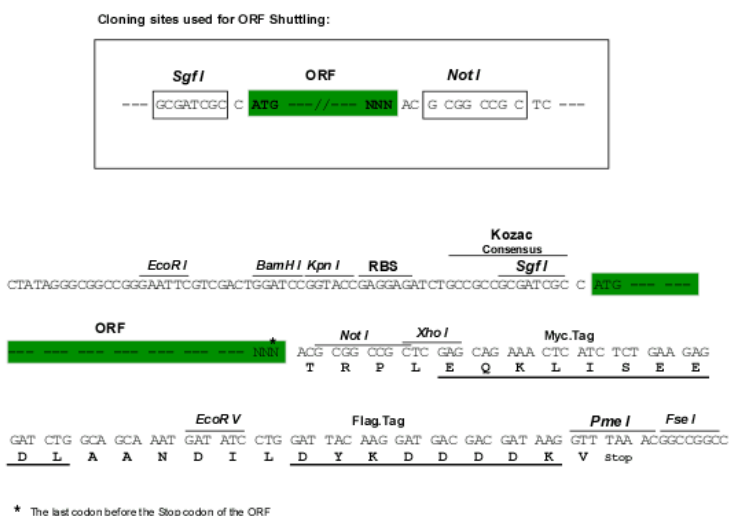 Cloning sites used for ORF Shuttling:
Sgf I ORF Not I
--- GCGATCGC C ATG ---//--- NNN AC G CGG CCG C TC ---
Kozac
Consensus
EcoR I BamH I Kpn I RBS Sgf I
CTATAGGGCGGCCGGGAATTCGTCGACTGGATCCGGTACCGAGGAGATCTGCCGCCGCGATCGC C ATG --- --- ---
ORF
Not I Xho I Myc.Tag
*
--- --- --- --- --- --- --- --- --- NNN ACG CGG CCG CTC GAG CAG AAA CTC ATC TCT GAA GAG
T R P L E Q K L I S E E
EcoR V Flag.Tag Pme I Fse I
GAT CTG GCA GCA AAT GAT ATC CTG GAT TAC AAG GAT GAC GAC GAT AAG GTT TAA ACGGCCGGCC
D L A A N D I L D Y K D D D D K V Stop
* The last codon before the Stop codon of the ORF